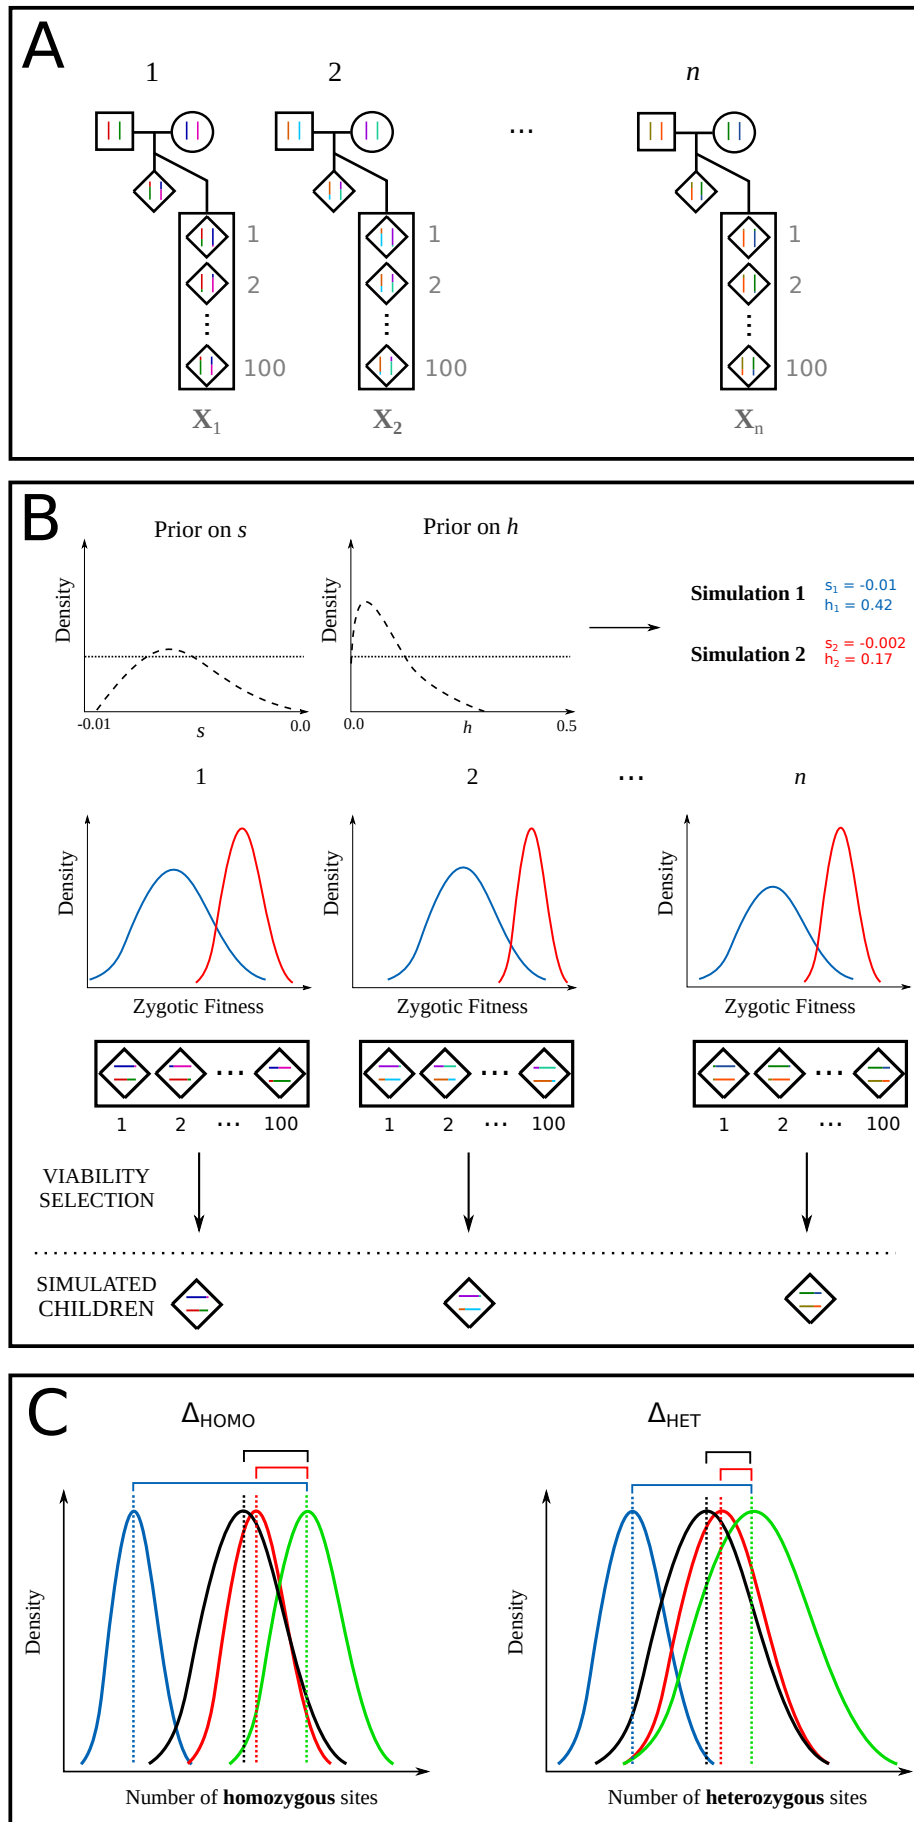 A
1 2 ... n
1 1 1
2 2 2
100 100 100
X1 X2 Xn
B
Prior on s Prior on h
Density Density
-0.01 s 0.0
0.0 h 0.5
Simulation 1 s1 = -0.01
h1 = 0.42
Simulation 2 s2 = -0.002
h2 = 0.17
1 2 ... n
Density Density Density
Zygotic Fitness Zygotic Fitness Zygotic Fitness
1 2 ... 100 1 2 ... 100 1 2 ... 100
VIABILITY
SELECTION
SIMULATED
CHILDREN
C
ΔHOMO ΔHET
Density Density
Number of homozygous sites Number of heterozygous sites